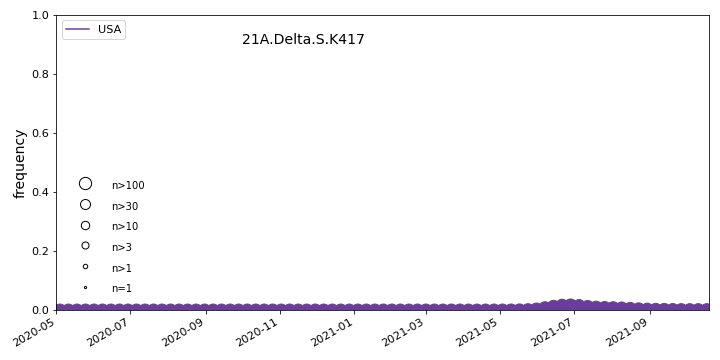 21A.Delta.S.K417
USA
frequency
1.0
0.8
0.6
0.4
0.2
0.0
n>100
n>30
n>10
n>3
n>1
n=1
2020-05
2020-07
2020-09
2020-11
2021-01
2021-03
2021-05
2021-07
2021-09